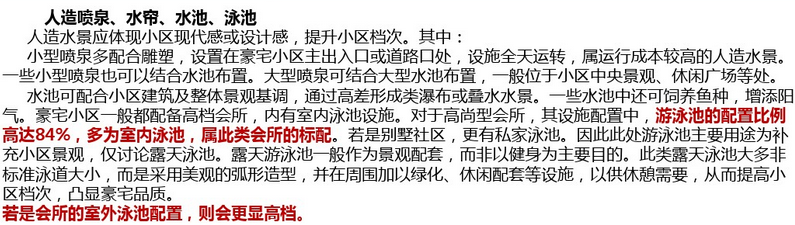 人造喷泉、水帘、水池、泳池
人造水景应体现小区现代感或设计感，提升小区档次。其中：
小型喷泉多配合雕塑，设置在豪宅小区主出入口或道路口处，设施全天运转，属运行成本较高的人造水景。
一些小型喷泉也可以结合水池布置。大型喷泉可结合大型水池布置，一般位于小区中央景观、休闲广场等处。
水池可配合小区建筑及整体景观基调，通过高差形成类瀑布或叠水水景。一些水池中还可饲养鱼种，增添阳
气。豪宅小区一般都配备高档会所，内有室内泳池设施。对于高尚型会所，其设施配置中，游泳池的配置比例
高达84%，多为室内泳池，属此类会所的标配。若是别墅社区，更有私家泳池。因此此处游泳池主要用途为补
充小区景观，仅讨论露天泳池。露天游泳池一般作为景观配套，而非以健身为主要目的。此类露天泳池大多非
标准泳道大小，而是采用美观的弧形造型，并在周围加以绿化、休闲配套等设施，以供休憩需要，从而提高小
区档次，凸显豪宅品质。
若是会所的室外泳池配置，则会更显高档。